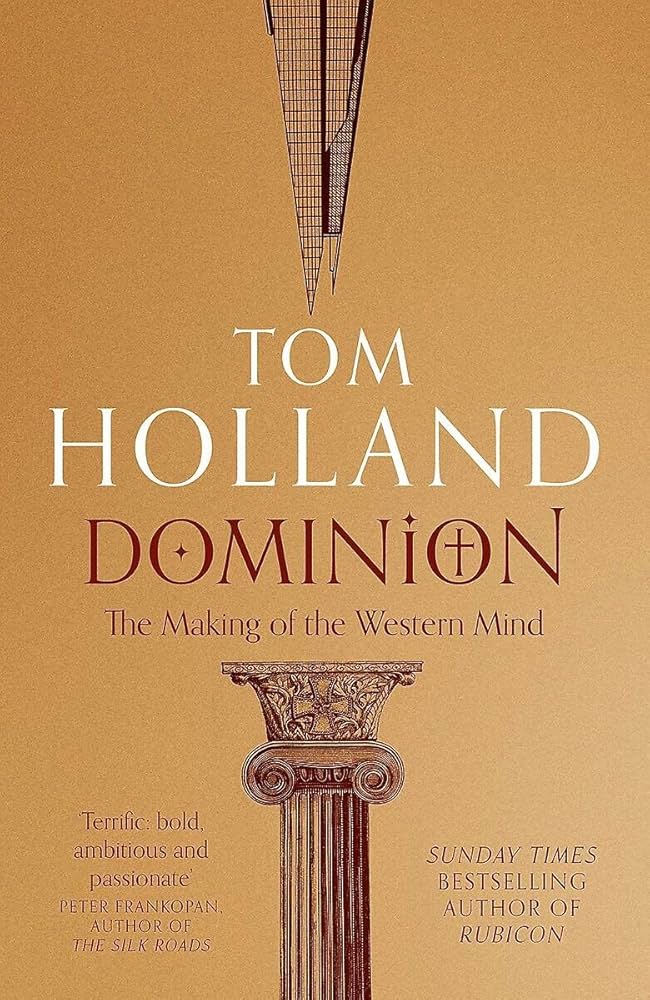 TOM
HOLLAND
DOMINION
The Making of the Western Mind
‘Terrific: bold,
ambitious and
passionate’
PETER FRANKOPAN,
AUTHOR OF
THE SILK ROADS
SUNDAY TIMES
BESTSELLING
AUTHOR OF
RUBICON